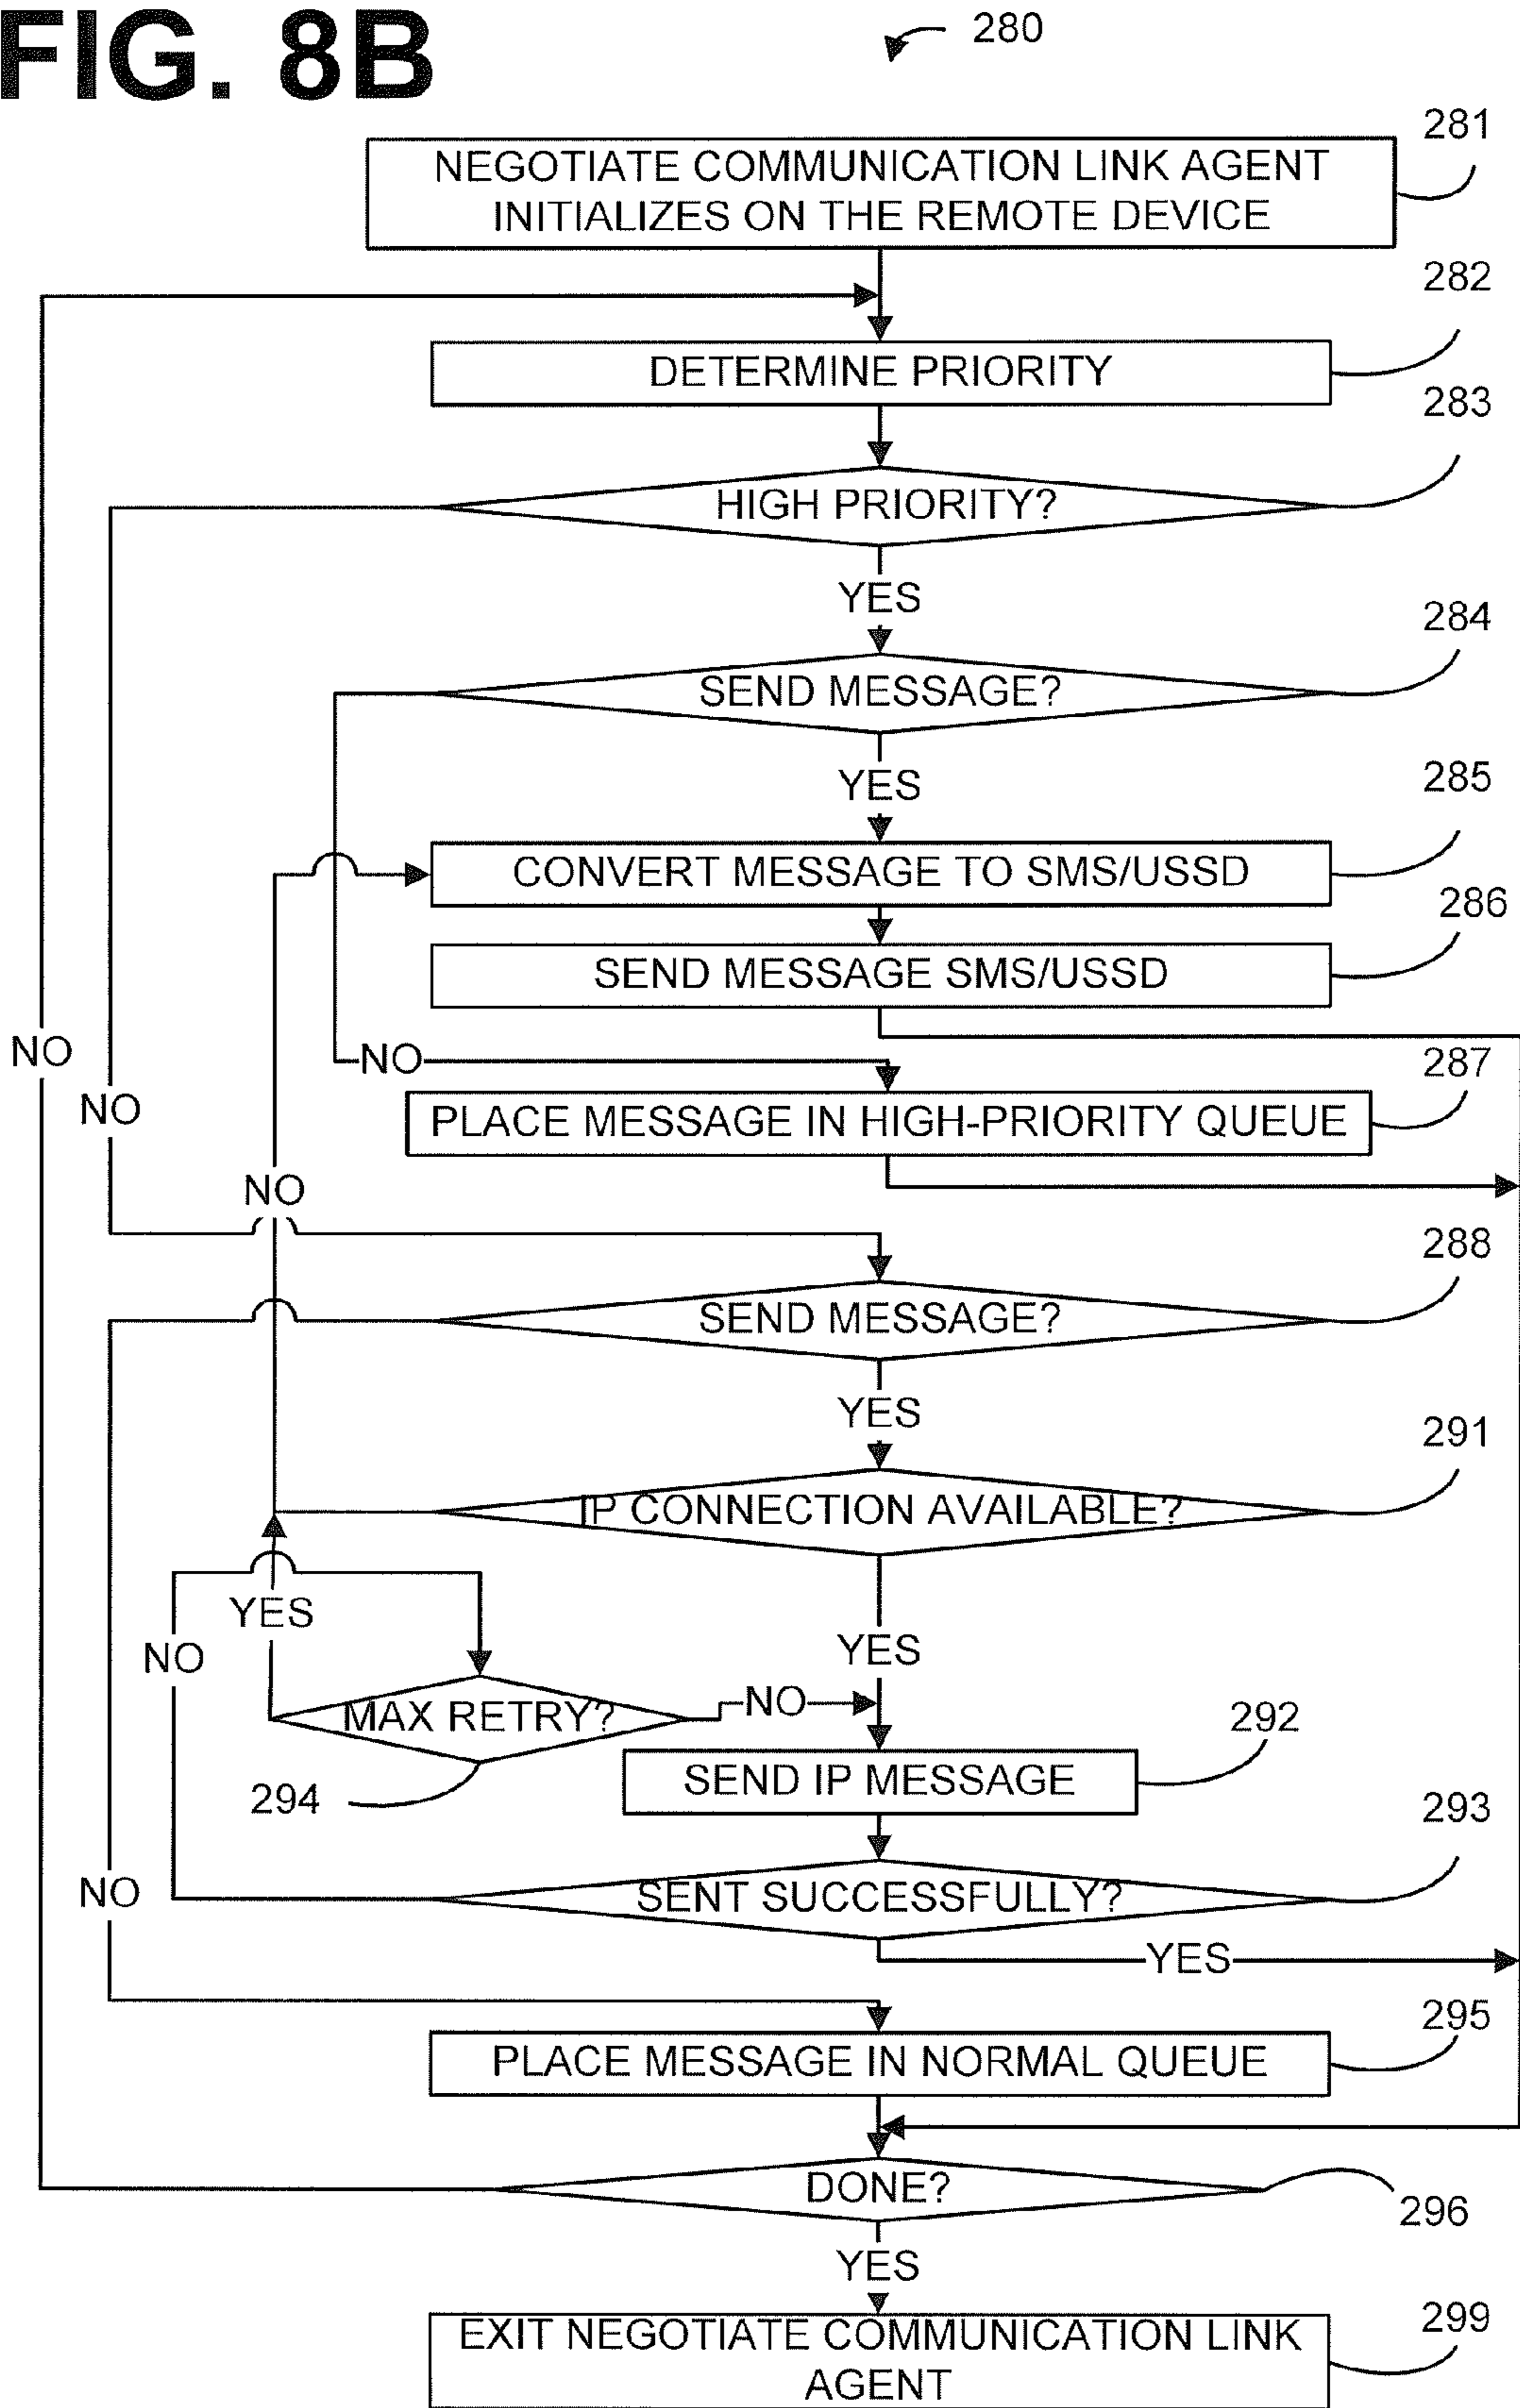 FIG. 8B
280
281
NEGOTIATE COMMUNICATION LINK AGENT
INITIALIZES ON THE REMOTE DEVICE
282
DETERMINE PRIORITY
283
HIGH PRIORITY?
YES
284
SEND MESSAGE?
YES
285
CONVERT MESSAGE TO SMS/USSD
286
SEND MESSAGE SMS/USSD
NO
NO
287
NO
PLACE MESSAGE IN HIGH-PRIORITY QUEUE
NO
288
SEND MESSAGE?
YES
291
IP CONNECTION AVAILABLE?
YES
NO
YES
MAX RETRY?
NO
292
SEND IP MESSAGE
294
293
NO
SENT SUCCESSFULLY?
YES
295
PLACE MESSAGE IN NORMAL QUEUE
DONE?
296
YES
299
EXIT NEGOTIATE COMMUNICATION LINK
AGENT